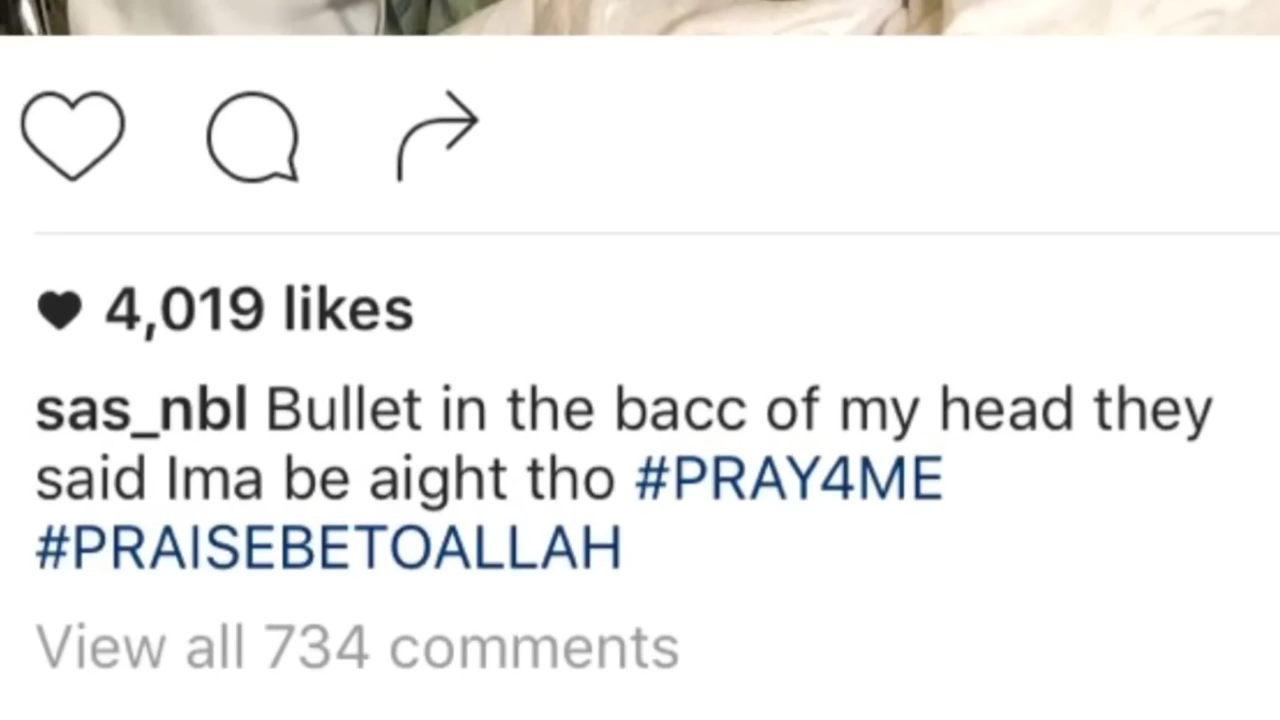 4,019 likes
sas_nbl Bullet in the bacc of my head they
said Ima be aight tho #PRAY4ME
#PRAISEBETOALLAH
View all 734 comments